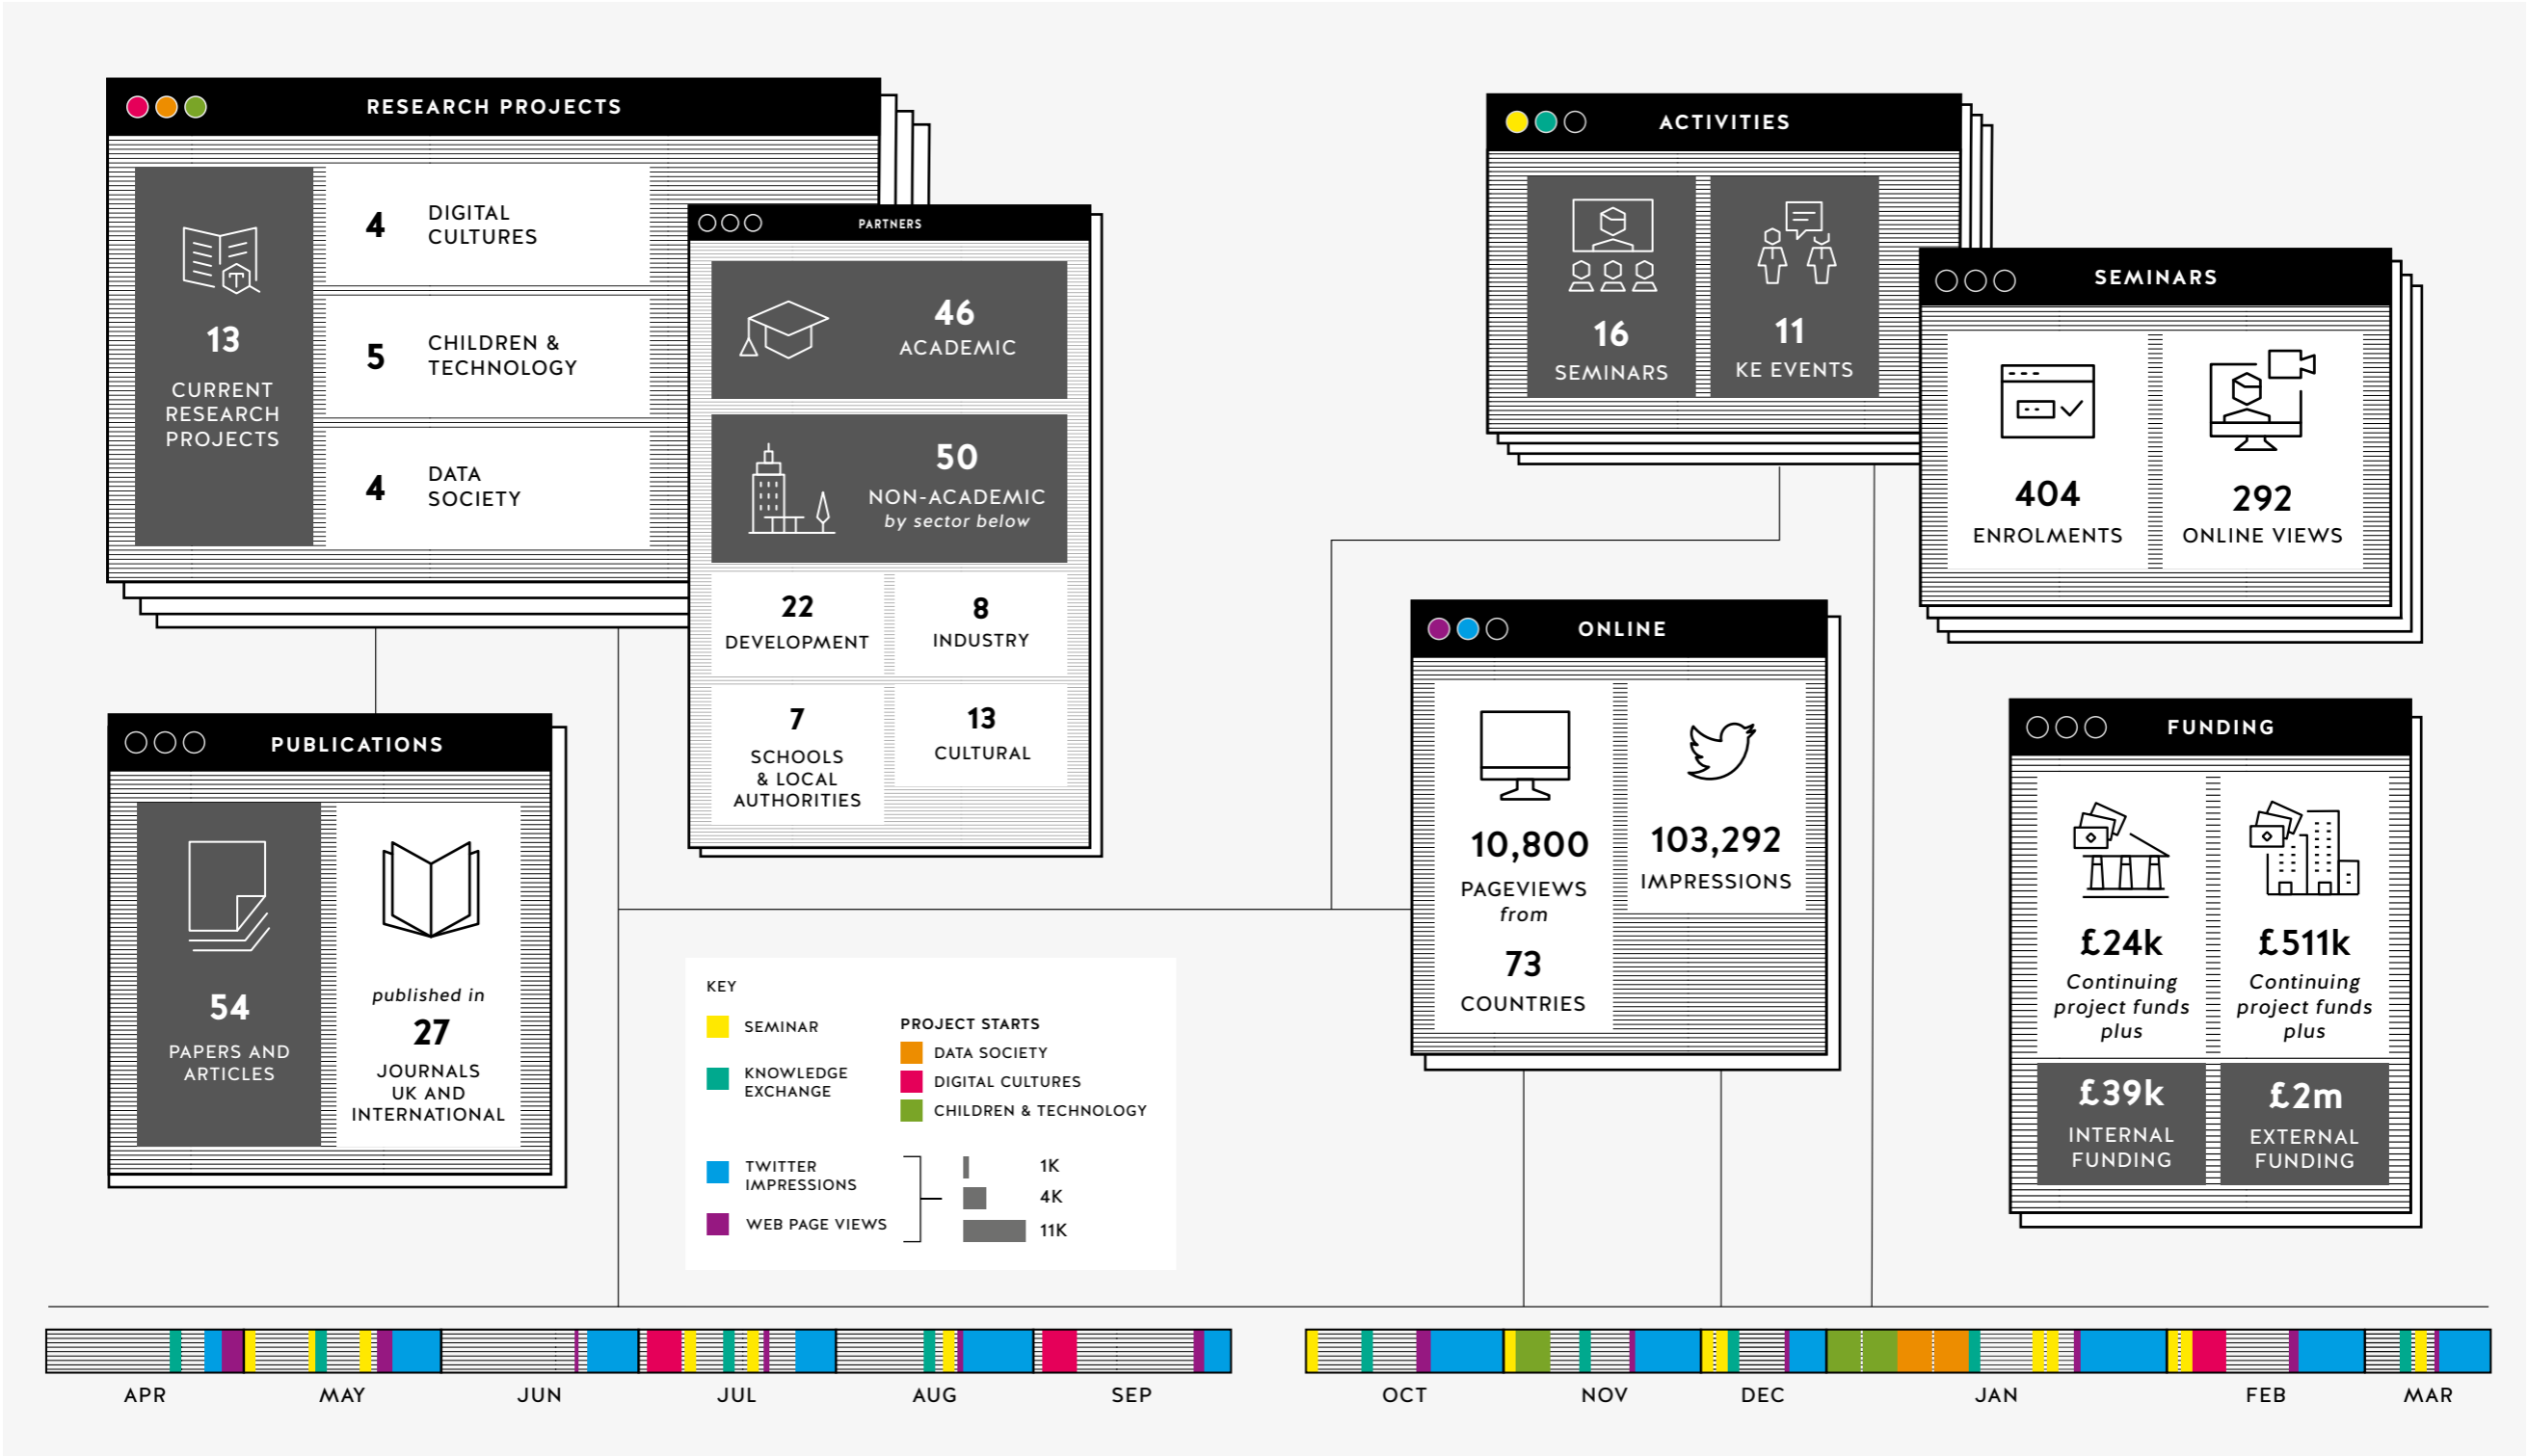 RESEARCH PROJECTS
13
CURRENT
RESEARCH
PROJECTS
4
DIGITAL
CULTURES
5
CHILDREN &
TECHNOLOGY
4
DATA
SOCIETY
PARTNERS
46
ACADEMIC
50
NON-ACADEMIC
by sector below
22
DEVELOPMENT
8
INDUSTRY
7
SCHOOLS
& LOCAL
AUTHORITIES
13
CULTURAL
PUBLICATIONS
54
PAPERS AND
ARTICLES
published in
27
JOURNALS
UK AND
INTERNATIONAL
ACTIVITIES
16
SEMINARS
11
KE EVENTS
SEMINARS
404
ENROLMENTS
292
ONLINE VIEWS
ONLINE
10,800
PAGEVIEWS
from
73
COUNTRIES
103,292
IMPRESSIONS
FUNDING
£24k
Continuing
project funds
plus
£39k
INTERNAL
FUNDING
£511k
Continuing
project funds
plus
£2m
EXTERNAL
FUNDING
KEY
SEMINAR
KNOWLEDGE
EXCHANGE
PROJECT STARTS
DATA SOCIETY
DIGITAL CULTURES
CHILDREN & TECHNOLOGY
TWITTER
IMPRESSIONS
WEB PAGE VIEWS
1K
4K
11K
APR MAY JUN JUL AUG SEP OCT NOV DEC JAN FEB MAR